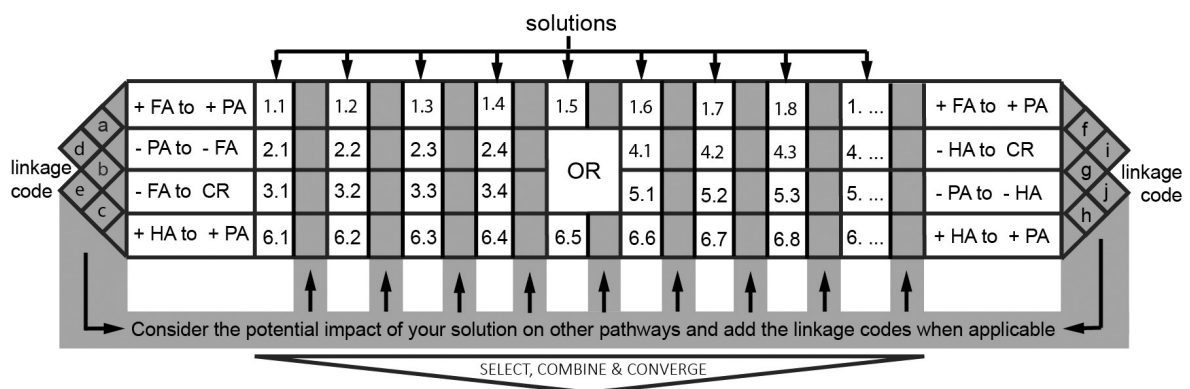 solutions
+ FA to + PA 1.1 1.2 1.3 1.4 1.5 1.6 1.7 1.8 1. ... + FA to + PA
a f
- PA to - FA 2.1 2.2 2.3 2.4 OR 4.1 4.2 4.3 4. ... - HA to CR
d b i g
linkage code linkage code
- FA to CR 3.1 3.2 3.3 3.4 5.1 5.2 5.3 5. ... - PA to - HA
e c j h
+ HA to + PA 6.1 6.2 6.3 6.4 6.5 6.6 6.7 6.8 6. ... + HA to + PA
Consider the potential impact of your solution on other pathways and add the linkage codes when applicable
SELECT, COMBINE & CONVERGE